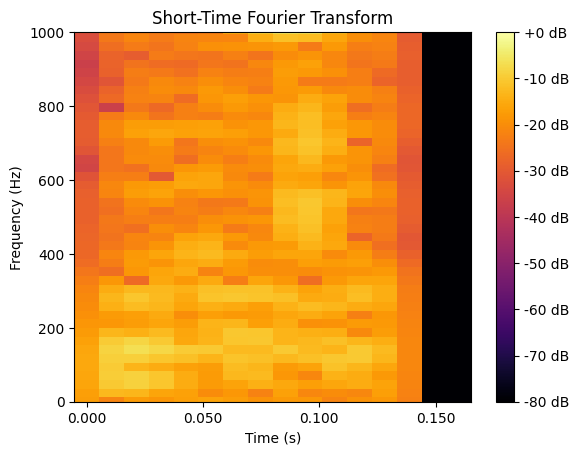 Short-Time Fourier Transform
1000
800
600
400
200
0
Frequency (Hz)
0.000
0.050
0.100
0.150
Time (s)
+0 dB
-10 dB
-20 dB
-30 dB
-40 dB
-50 dB
-60 dB
-70 dB
-80 dB